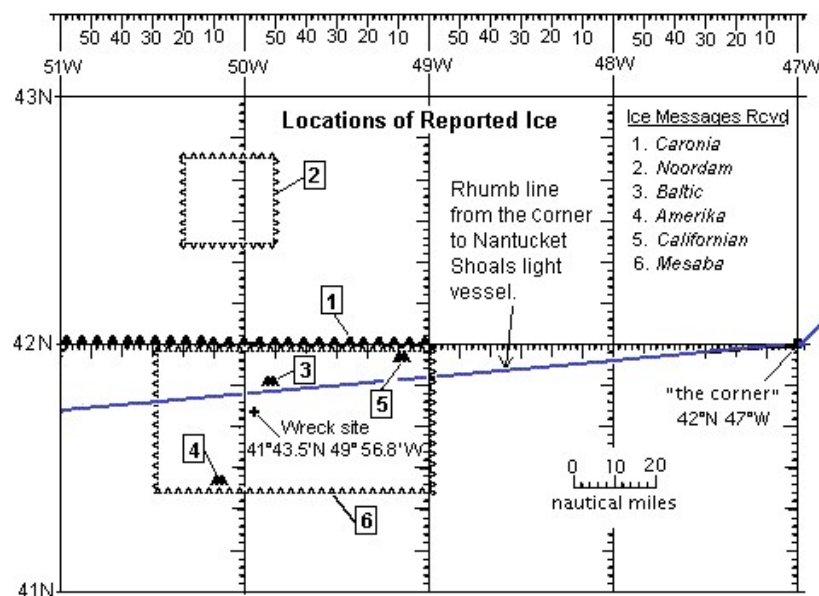 50 40 30 20 10 50 40 30 20 10 50 40 30 20 10 50 40 30 20 10
51W 50W 49W 48W 47W
43N
Locations of Reported Ice
Ice Messages Rcvd
1. Caronia
2. Noordam
3. Baltic
4. Amerika
5. Californian
6. Mesaba
2
Rhumb line
from the Corner
to Nantucket
Shoals light
vessel.
1
42N
3
5
"the corner"
42°N 47°W
Wreck site
41°43.5'N 49° 56.8'W
4
0 10 20
nautical miles
6
41N